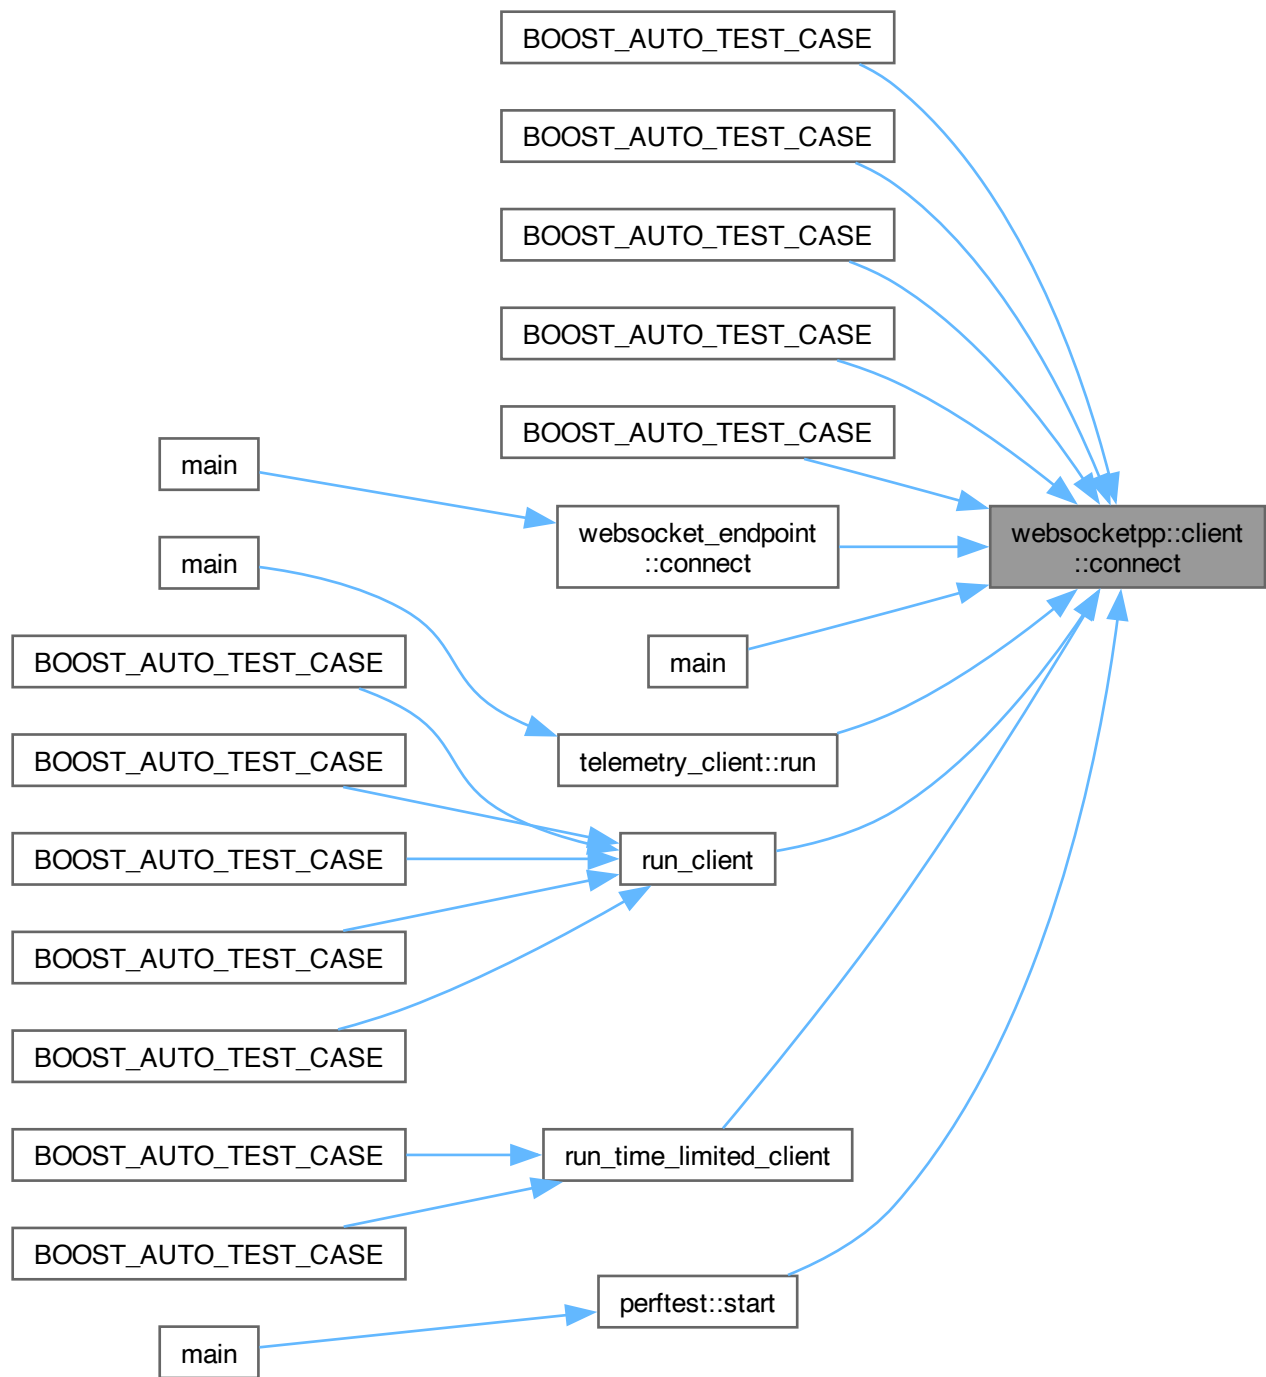 BOOST_AUTO_TEST_CASE
BOOST_AUTO_TEST_CASE
BOOST_AUTO_TEST_CASE
BOOST_AUTO_TEST_CASE
BOOST_AUTO_TEST_CASE
main
websocket_endpoint
::connect
websocketpp::client
::connect
main
main
BOOST_AUTO_TEST_CASE
telemetry_client::run
BOOST_AUTO_TEST_CASE
BOOST_AUTO_TEST_CASE
run_client
BOOST_AUTO_TEST_CASE
BOOST_AUTO_TEST_CASE
BOOST_AUTO_TEST_CASE
run_time_limited_client
BOOST_AUTO_TEST_CASE
perftest::start
main